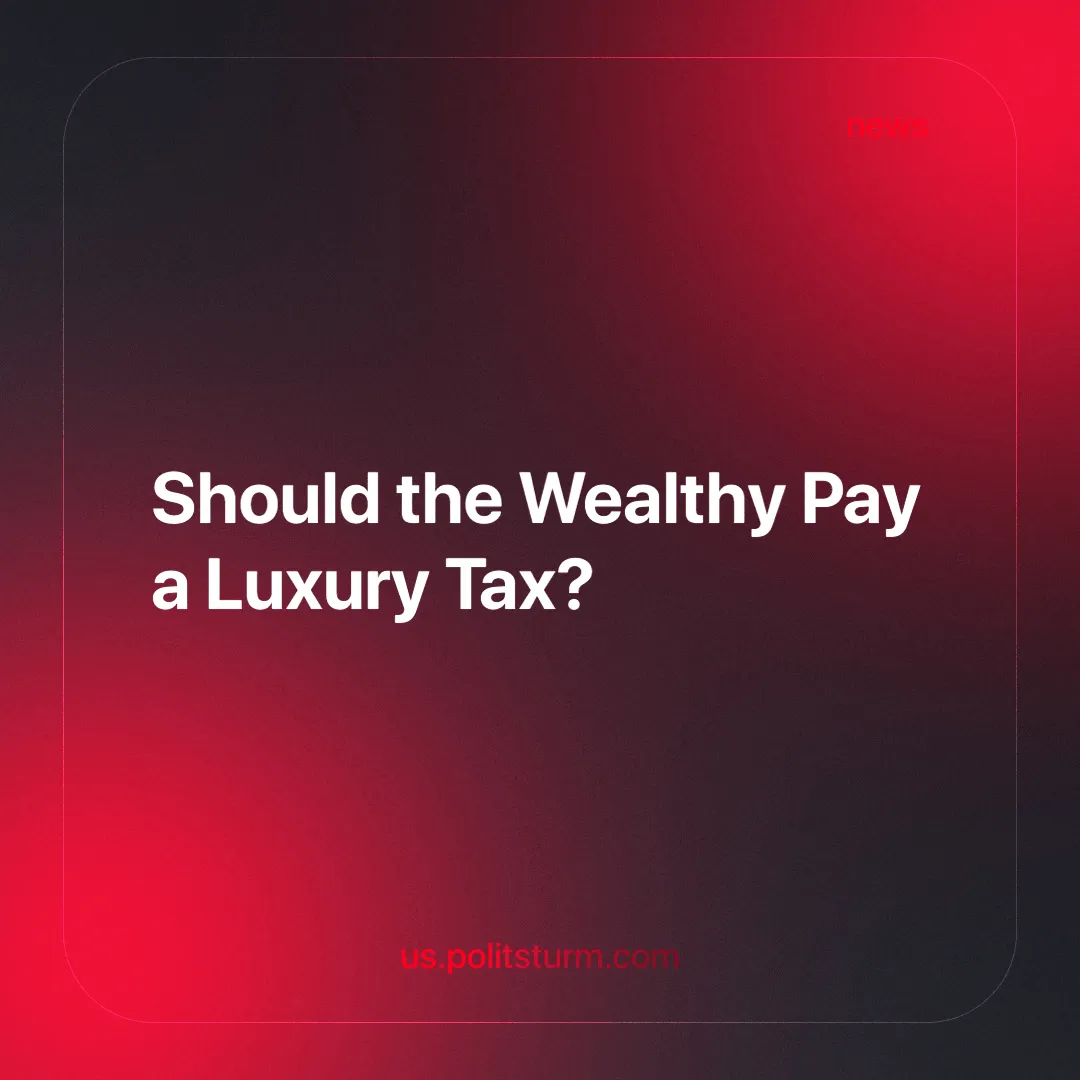 news
Should the Wealthy Pay
a Luxury Tax?
us.politsturm.com